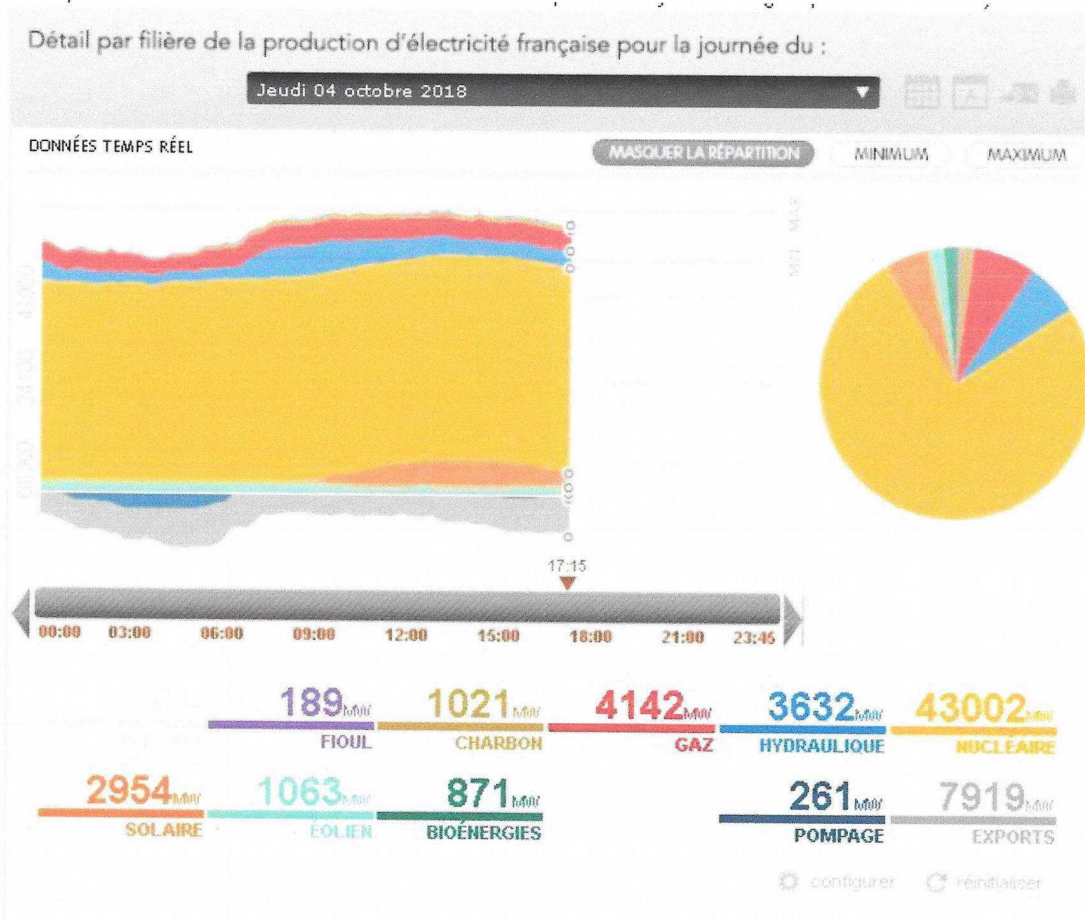 Détail par filière de la production d'électricité française pour la journée du :
Jeudi 04 octobre 2018
DONNÉES TEMPS RÉEL
MASQUER LA RÉPARTITION MINIMUM MAXIMUM
MIN MAX
17:15
00:00 03:00 06:00 09:00 12:00 15:00 18:00 21:00 23:45
189MW 1021MW 4142MW 3632MW 43002MW
FIOUL CHARBON GAZ HYDRAULIQUE NUCLÉAIRE
2954MW 1063MW 871MW 261MW 7919MW
SOLAIRE ÉOLIEN BIOÉNERGIES POMPAGE EXPORTS
configurer réinitialiser